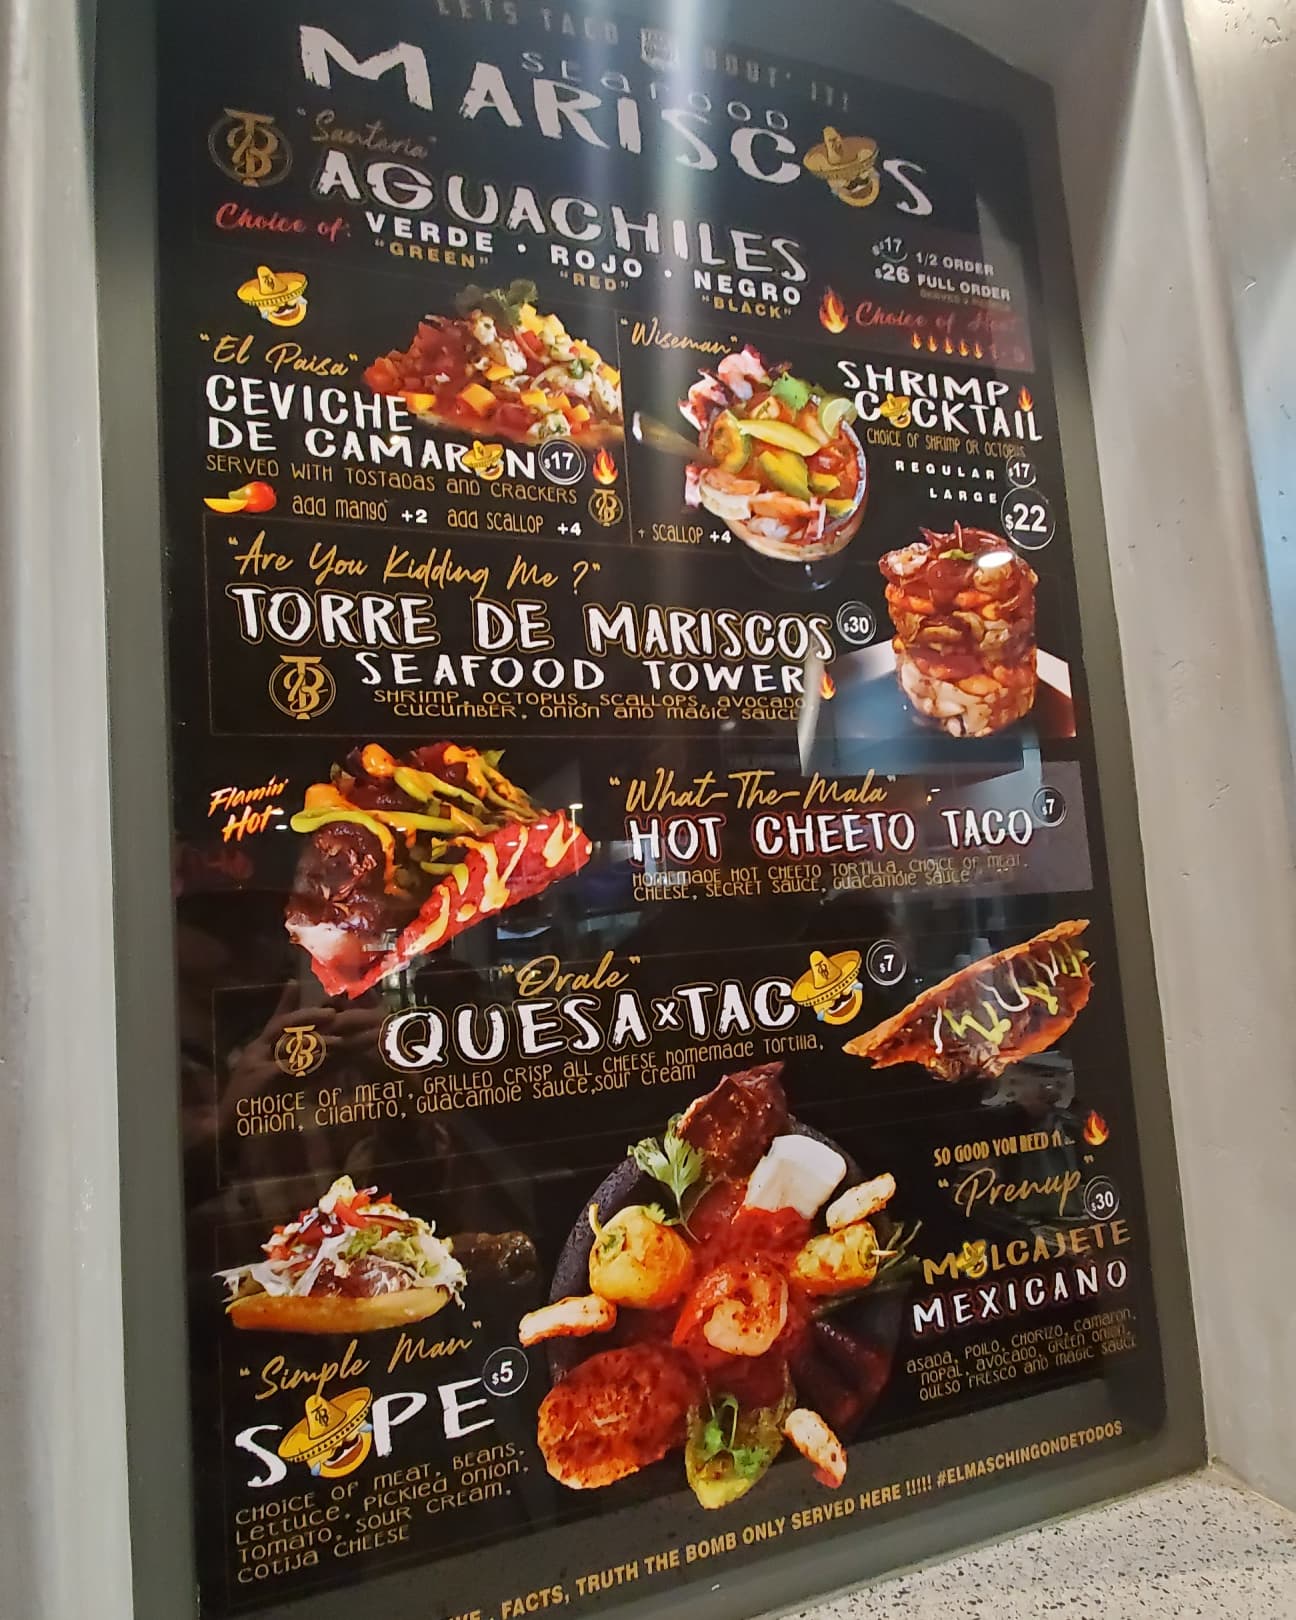 LETS TACO BOUT' IT!
SEAFOOD
MARISCOS
"Santeria"
AGUACHILES
Choice of: VERDE • ROJO • NEGRO
"GREEN" "RED" "BLACK"
$17 1/2 ORDER
$26 FULL ORDER
Choice of Heat
1-5
"El Paisa"
CEVICHE
DE CAMARON $17
SERVED WITH TOSTADAS AND CRACKERS
add mango +2 add SCALLOP +4
"Wiseman"
SHRIMP
COCKTAIL
CHOICE OF SHRIMP OR OCTOPUS
REGULAR $17
LARGE $22
+ SCALLOP +4
"Are You Kidding Me ?"
TORRE DE MARISCOS $30
SEAFOOD TOWER
SHRIMP, OCTOPUS, SCALLOPS, AVOCADO
CUCUMBER, ONION AND MAGIC SAUCE
Flamin'
Hot
"What-The-Mala"
HOT CHEETO TACO $7
HOMEMADE HOT CHEETO TORTILLA, CHOICE OF MEAT,
CHEESE, SECRET SAUCE, GUACAMOLE SAUCE
"Orale"
QUESAxTACO $7
CHOICE OF MEAT, GRILLED CRISP ALL CHEESE HOMEMADE TORTILLA,
ONION, CILANTRO, GUACAMOLE SAUCE,SOUR CREAM
SO GOOD YOU NEED A...
"Prenup"
$30
MOLCAJETE
MEXICANO
ASADA, POLLO, CHORIZO, CAMARON,
NOPAL, AVOCADO, GREEN ONION,
QUESO FRESCO AND MAGIC SAUCE
"Simple Man"
SOPE $5
CHOICE OF MEAT, BEANS,
LETTUCE, PICKLED ONION,
TOMATO, SOUR CREAM,
COTIJA CHEESE
FACTS, TRUTH THE BOMB ONLY SERVED HERE !!!!! #ELMASCHINGONDETODOS